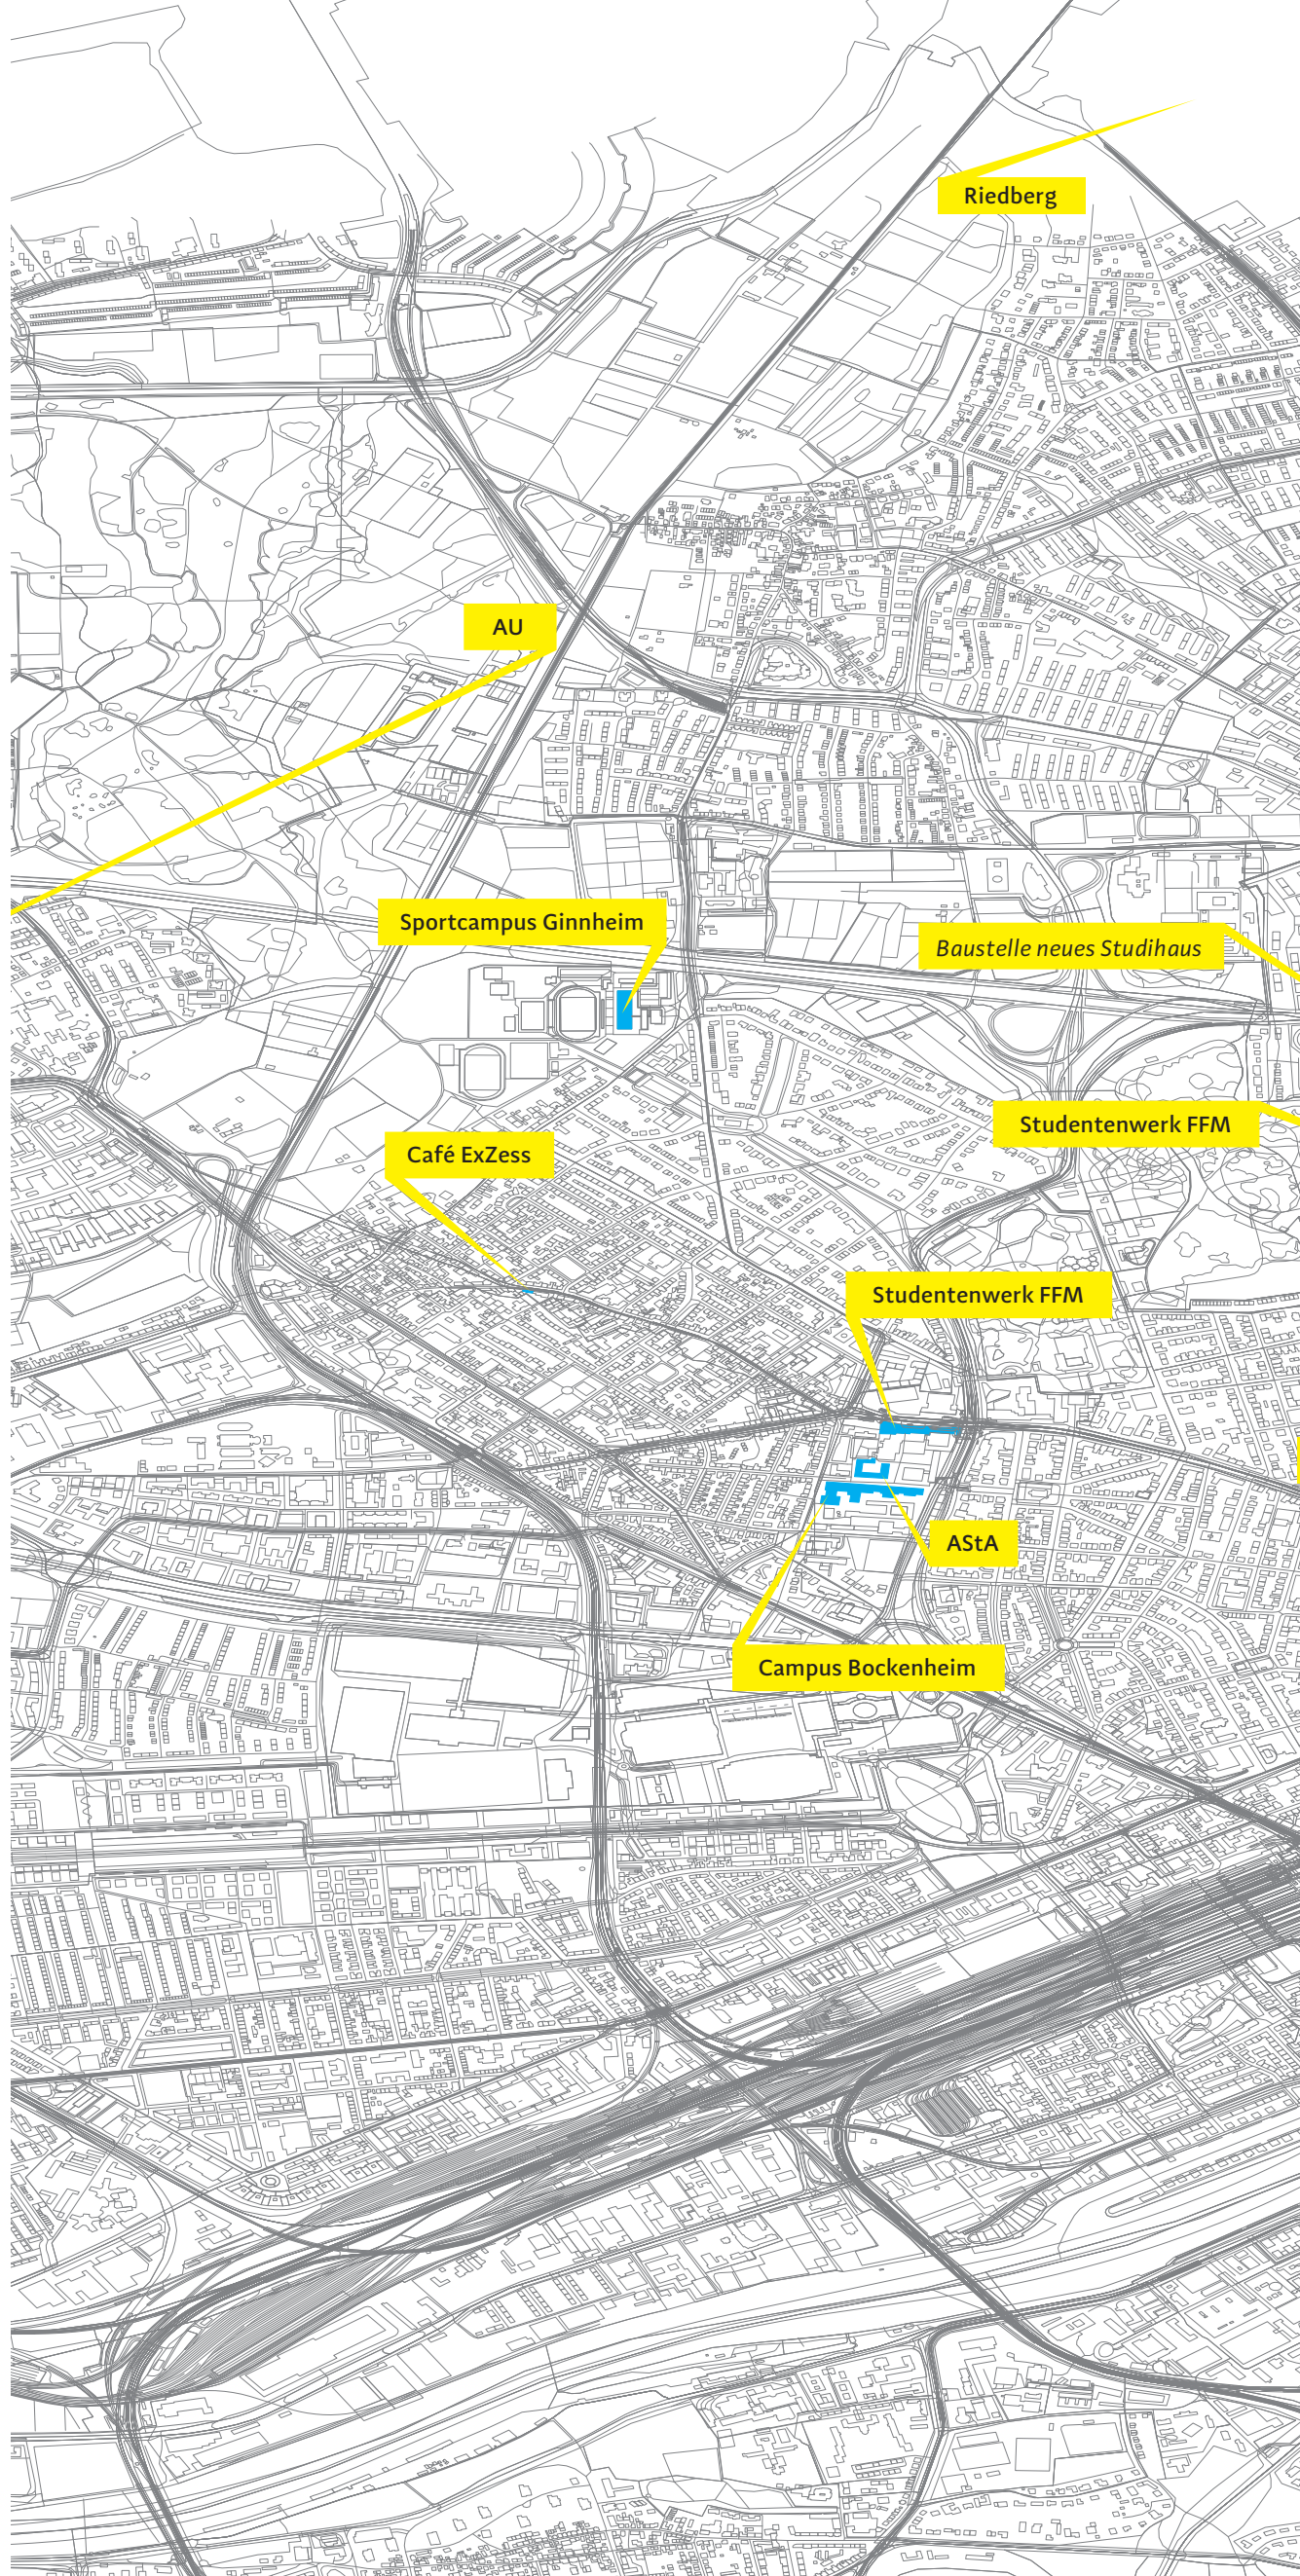 Riedberg
AU
Sportcampus Ginnheim
Baustelle neues Studihaus
Studentenwerk FFM
Café ExZess
Studentenwerk FFM
AStA
Campus Bockenheim